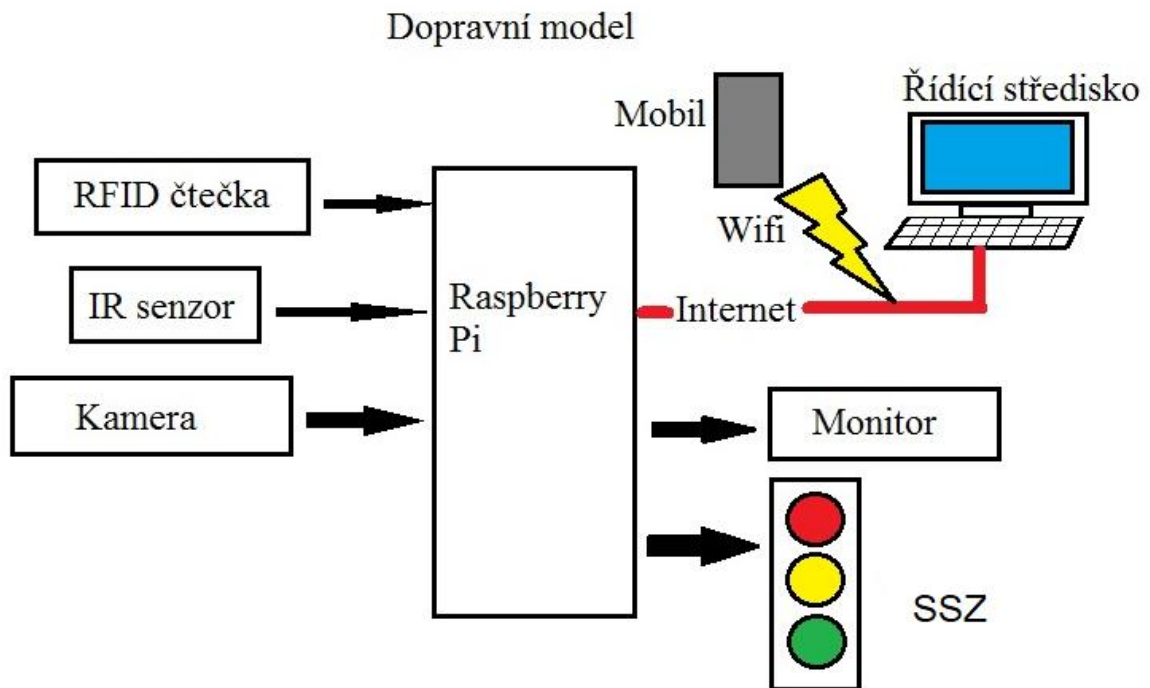 Dopravní model
Mobil
Řídící středisko
RFID čtečka
Wifi
IR senzor
Raspberry
Pi
Internet
Kamera
Monitor
SSZ